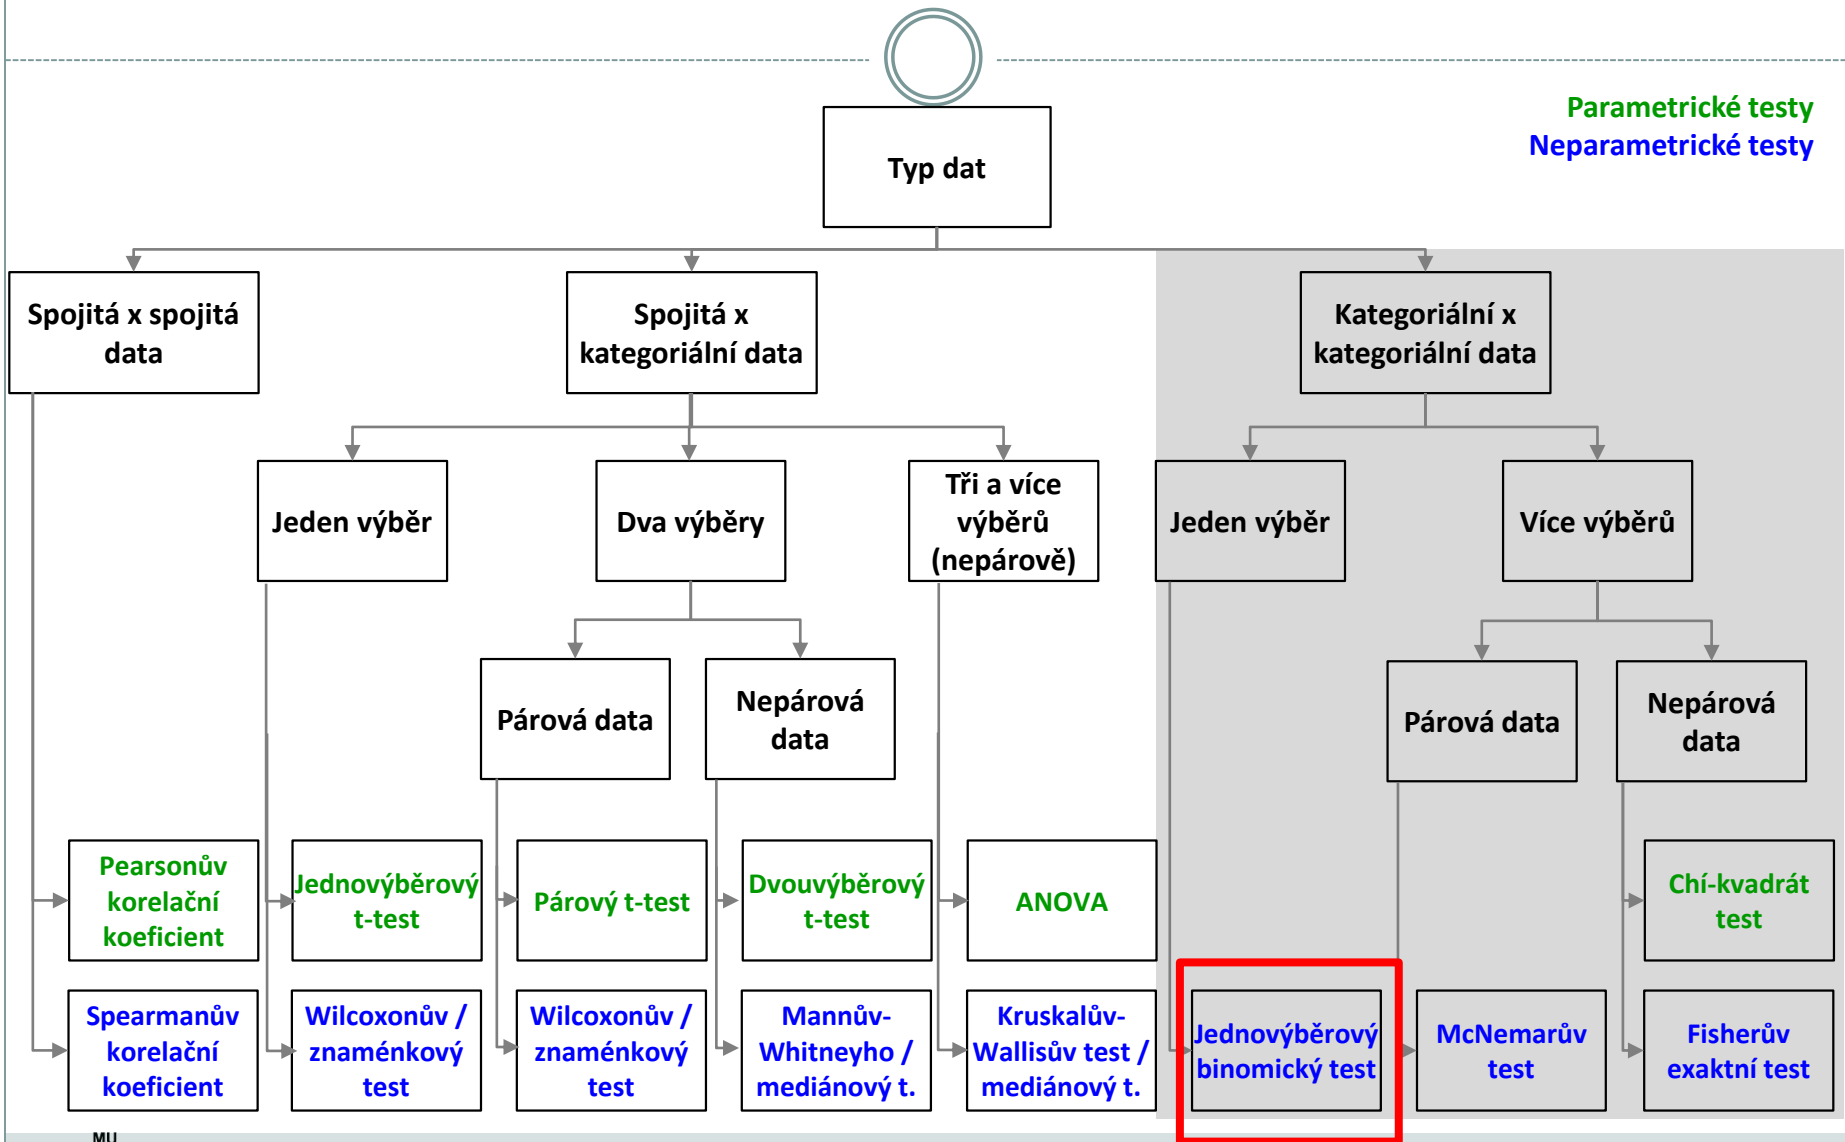 Parametrické testy
Neparametrické testy
Typ dat
Spojitá x spojitá
data
Spojitá x
kategoriální data
Kategoriální x
kategoriální data
Jeden výběr
Dva výběry
Tři a více
výběrů
(nepárově)
Jeden výběr
Více výběrů
Párová data
Nepárová
data
Párová data
Nepárová
data
Pearsonův
korelační
koeficient
Jednovýběrový
t-test
Párový t-test
Dvouvýběrový
t-test
ANOVA
Chí-kvadrát
test
Spearmanův
korelační
koeficient
Wilcoxonův /
znaménkový
test
Wilcoxonův /
znaménkový
test
Mannův-
Whitneyho /
mediánový t.
Kruskalův-
Wallisův test /
mediánový t.
Jednovýběrový
binomický test
McNemarův
test
Fisherův
exaktní test
MU